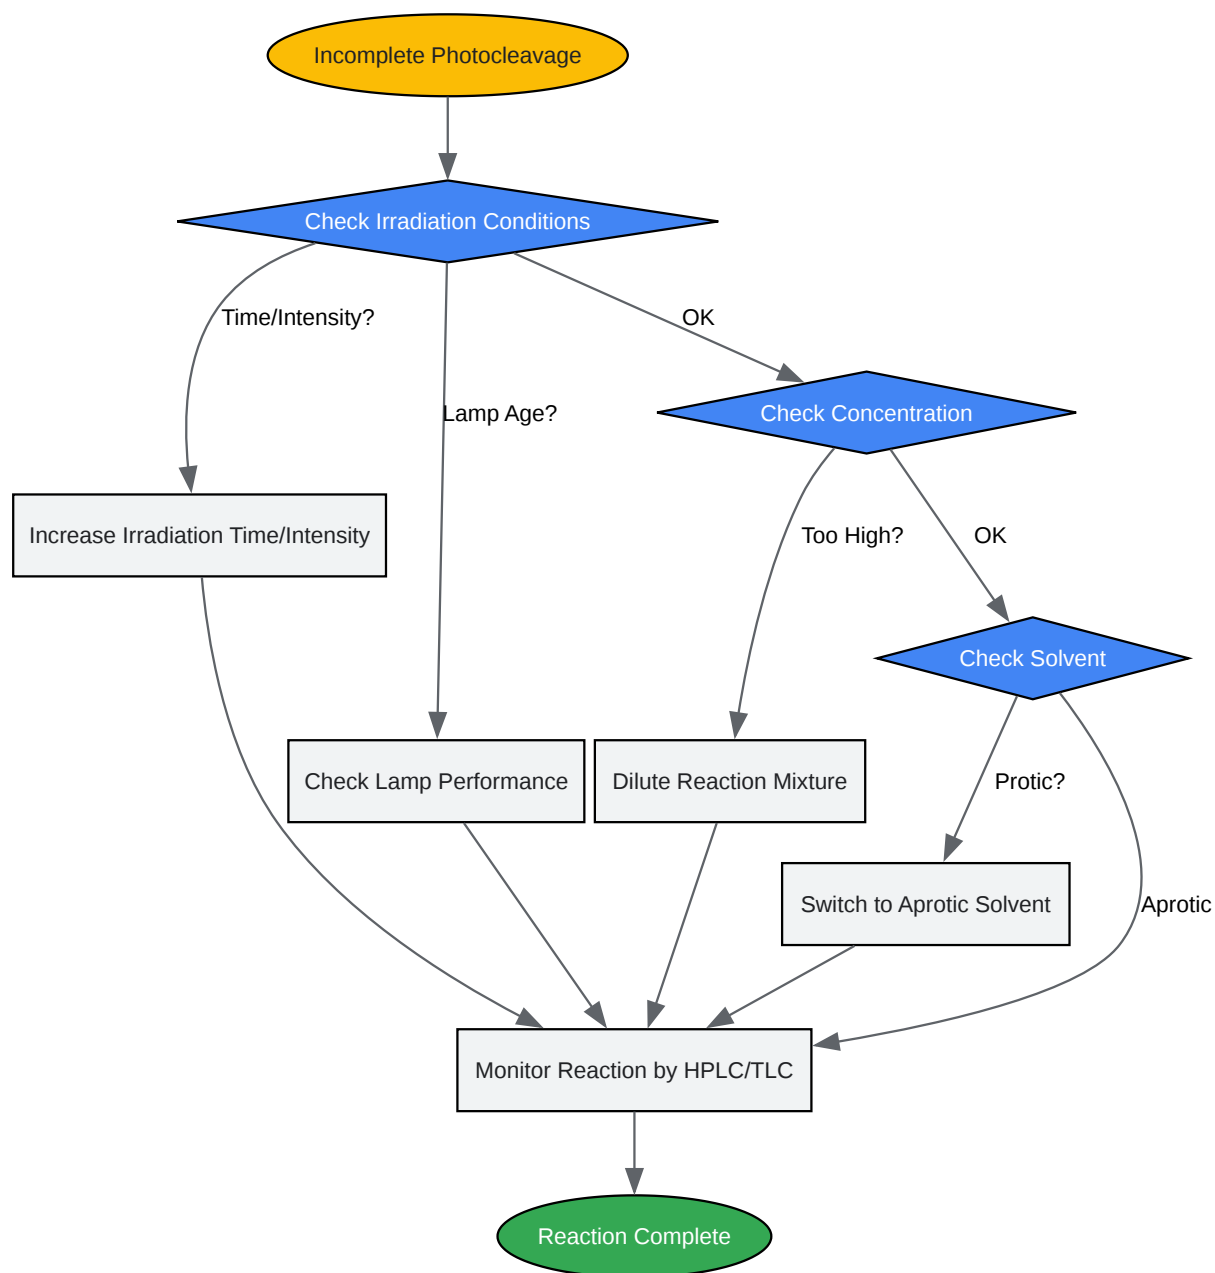 Incomplete Photocleavage
Check Irradiation Conditions
Time/Intensity?
OK
Lamp Age?
Check Concentration
Increase Irradiation Time/Intensity
Too High?
OK
Check Solvent
Check Lamp Performance
Dilute Reaction Mixture
Protic?
Switch to Aprotic Solvent
Aprotic
Monitor Reaction by HPLC/TLC
Reaction Complete